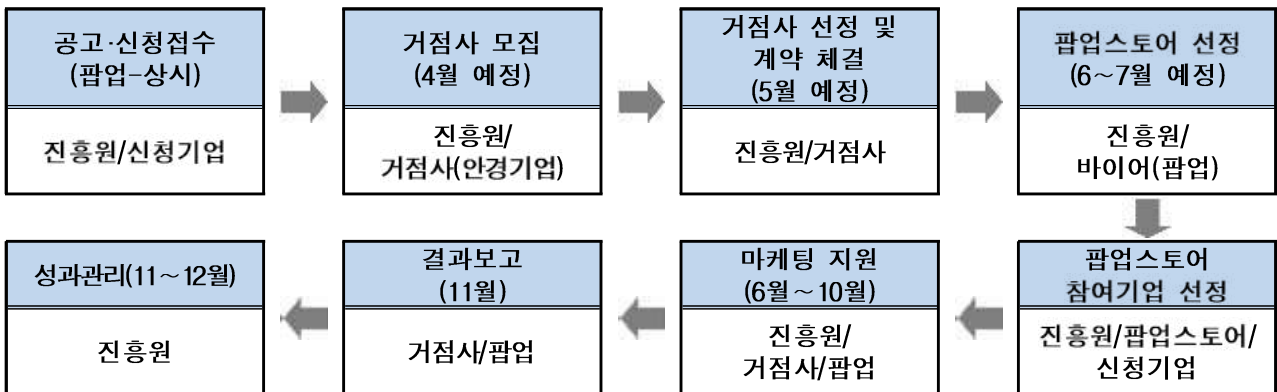 공고·신청접수
(팝업-상시)
진흥원/신청기업
거점사 모집
(4월 예정)
진흥원/
거점사(안경기업)
거점사 선정 및
계약 체결
(5월 예정)
진흥원/거점사
팝업스토어 선정
(6~7월 예정)
진흥원/
바이어(팝업)
팝업스토어
참여기업 선정
진흥원/팝업스토어/
신청기업
마케팅 지원
(6월~10월)
진흥원/
거점사/팝업
결과보고
(11월)
거점사/팝업
성과관리(11~12월)
진흥원